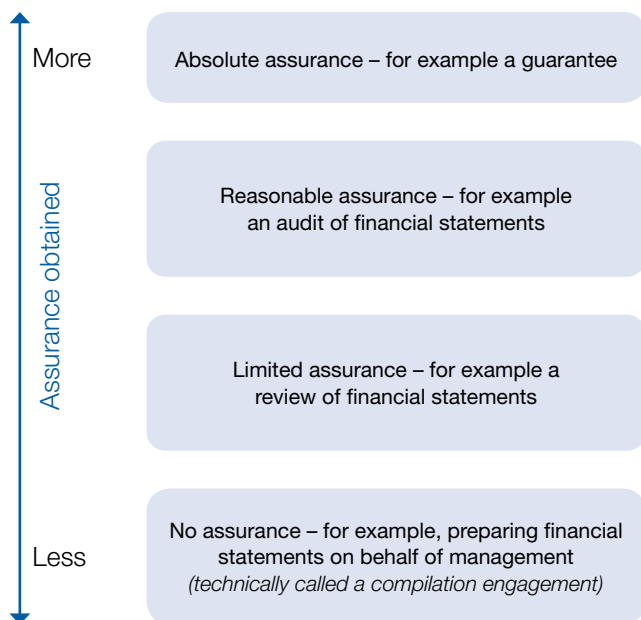 More
Absolute assurance – for example a guarantee
Assurance obtained
Reasonable assurance – for example
an audit of financial statements
Limited assurance – for example a
review of financial statements
Less
No assurance – for example, preparing financial
statements on behalf of management
(technically called a compilation engagement)